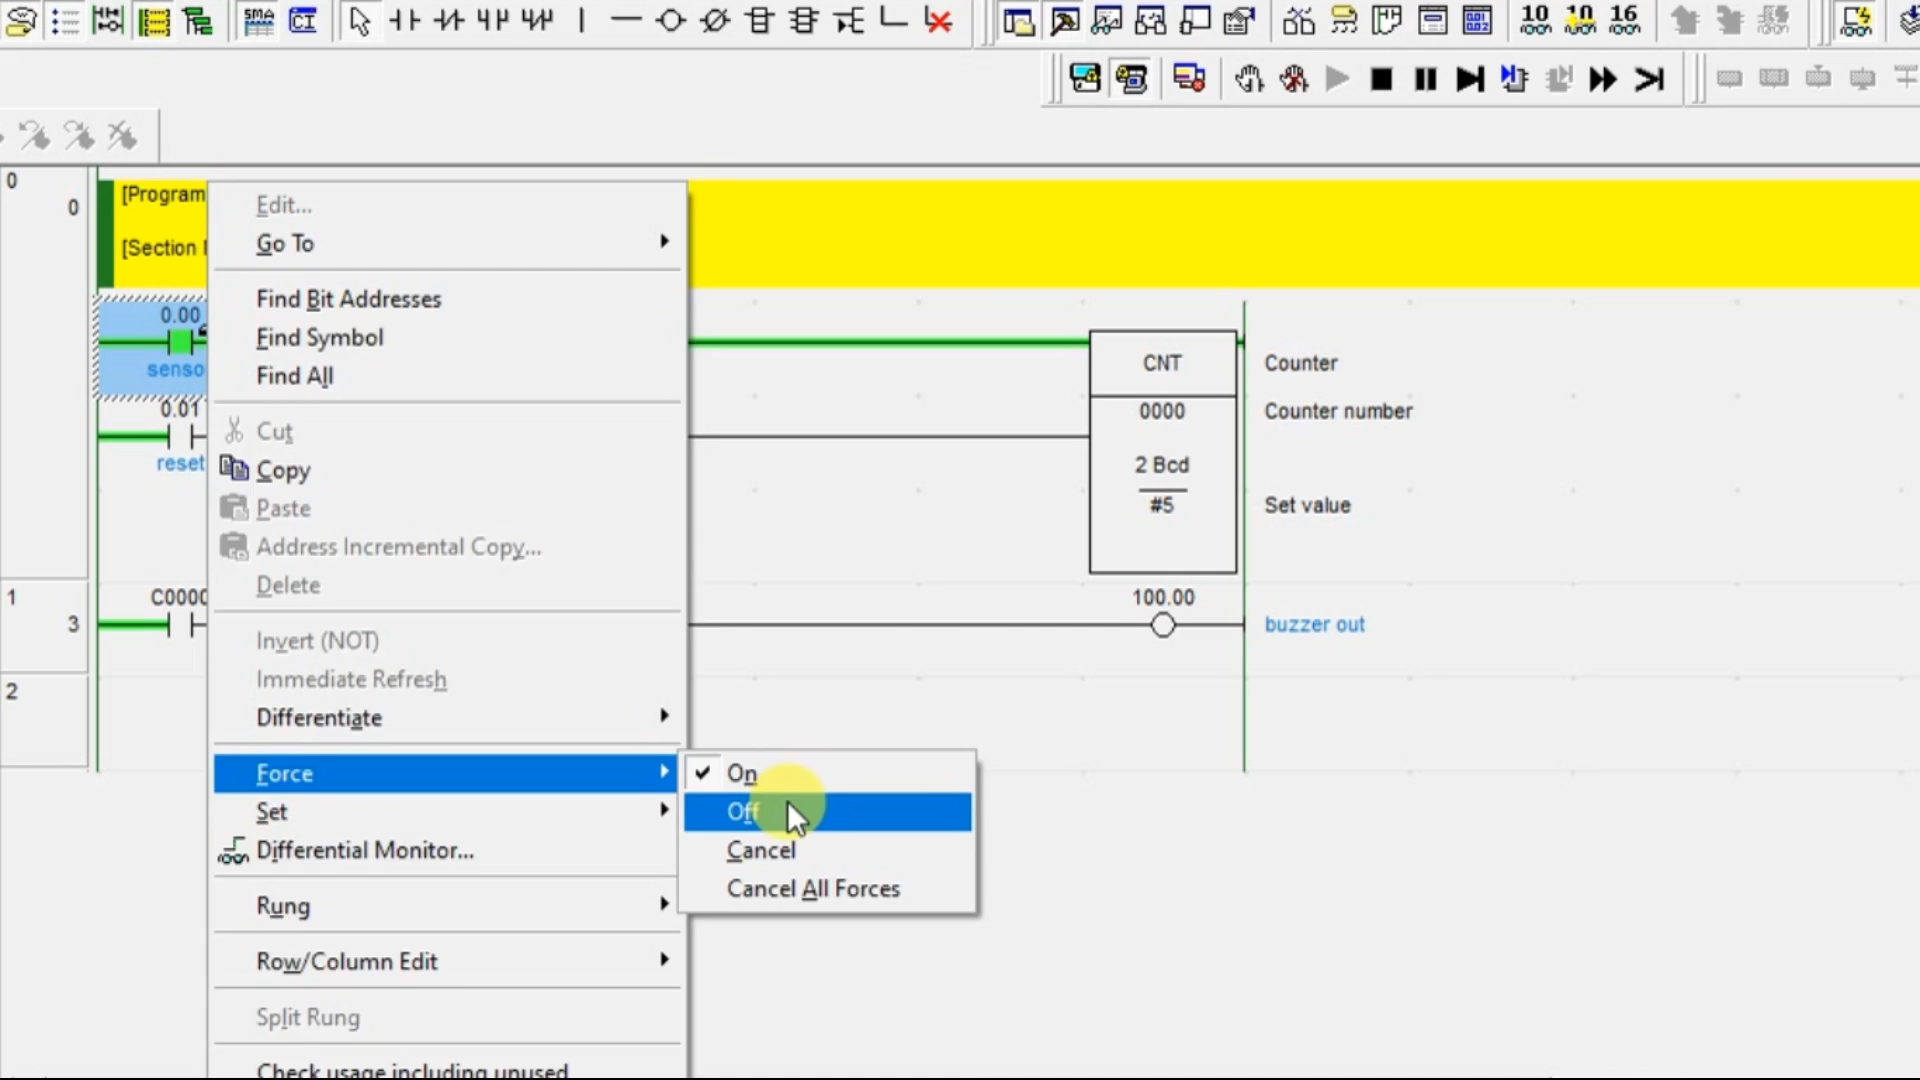 SMA CI 10 10 16
0
0
[Program
[Section
Edit...
Go To
Find Bit Addresses
Find Symbol
Find All
Cut
Copy
Paste
Address Incremental Copy...
Delete
Invert (NOT)
Immediate Refresh
Differentiate
Force
Set
Differential Monitor...
Rung
Row/Column Edit
Split Rung
Check usage including unused
On
Off
Cancel
Cancel All Forces
0.00
senso
0.01
reset
CNT
Counter
0000
Counter number
2 Bcd
#5
Set value
1
3
C0000
100.00
buzzer out
2